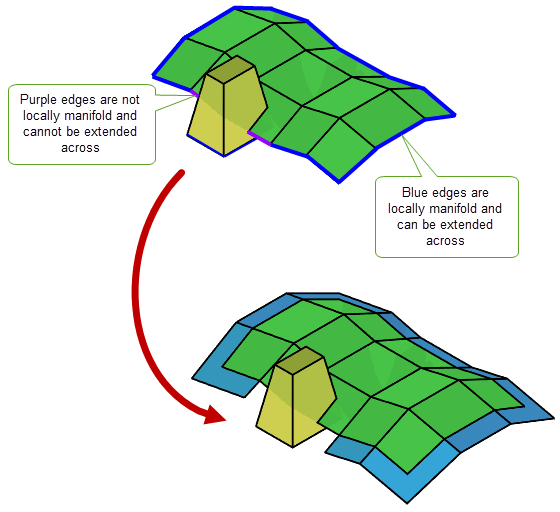 Purple edges are not
locally manifold and
cannot be extended
across
Blue edges are
locally manifold and
can be extended
across